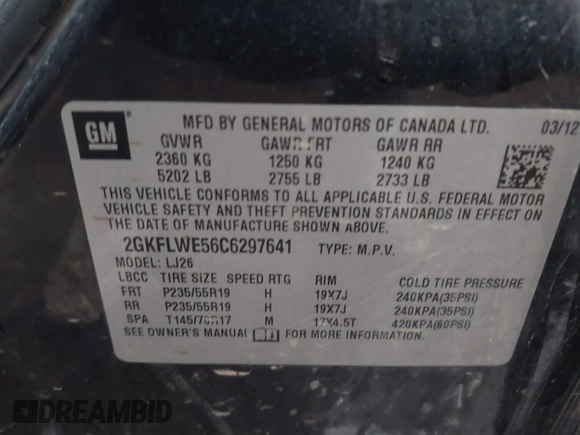 GM
MFD BY GENERAL MOTORS OF CANADA LTD. 03/12
GVWR GAWR FRT GAWR RR
2360 KG 1250 KG 1240 KG
5202 LB 2755 LB 2733 LB
THIS VEHICLE CONFORMS TO ALL APPLICABLE U.S. FEDERAL MOTOR
VEHICLE SAFETY AND THEFT PREVENTION STANDARDS IN EFFECT ON
THE DATE OF MANUFACTURE SHOWN ABOVE.
2GKFLWE56C6297641 TYPE: M.P.V.
MODEL: LJ26
LBCC TIRE SIZE SPEED RTG RIM COLD TIRE PRESSURE
FRT P235/55R19 H 19X7J 240KPA(35PSI)
RR P235/55R19 H 19X7J 240KPA(35PSI)
SPA T145/70R17 M 17X4.5T 420KPA(60PSI)
SEE OWNER'S MANUAL FOR MORE INFORMATION.
DREAMBID